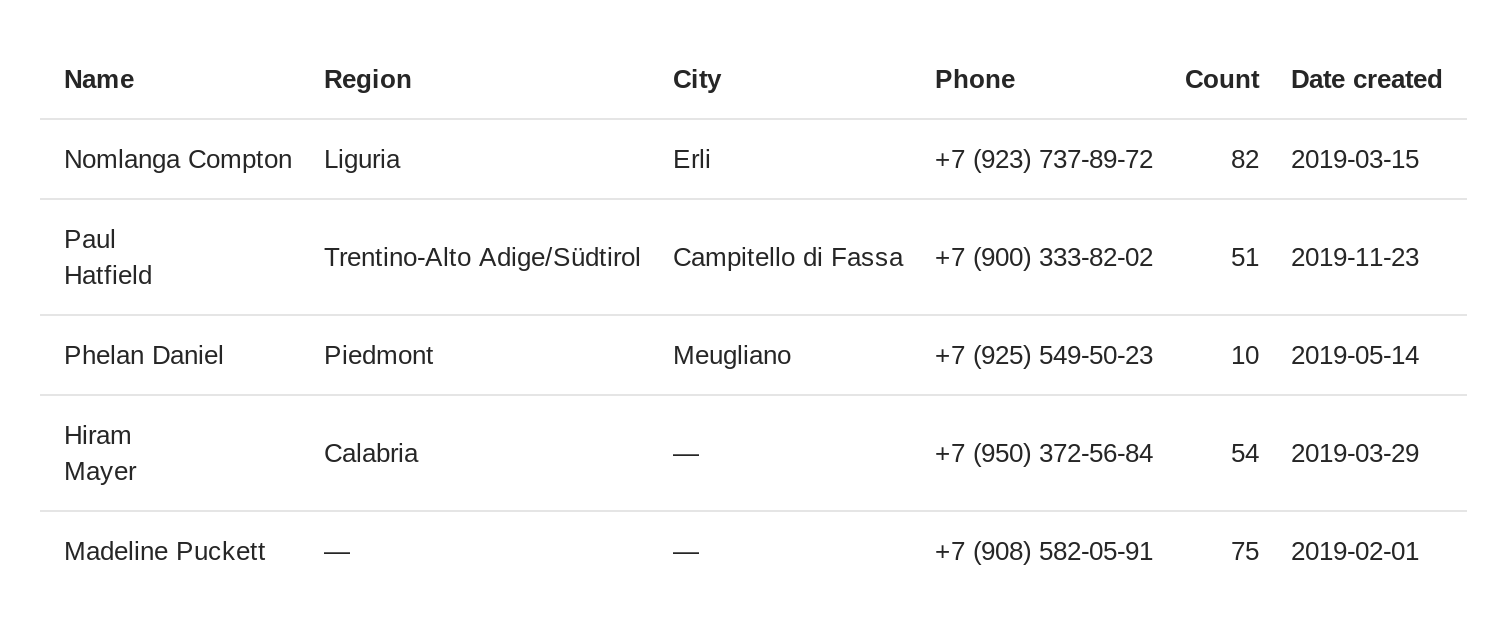 Name Region City Phone Count Date created
Nomlanga Compton Liguria Erli +7 (923) 737-89-72 82 2019-03-15
Paul
Hatfield Trentino-Alto Adige/Südtirol Campitello di Fassa +7 (900) 333-82-02 51 2019-11-23
Phelan Daniel Piedmont Meugliano +7 (925) 549-50-23 10 2019-05-14
Hiram
Mayer Calabria — +7 (950) 372-56-84 54 2019-03-29
Madeline Puckett — — +7 (908) 582-05-91 75 2019-02-01